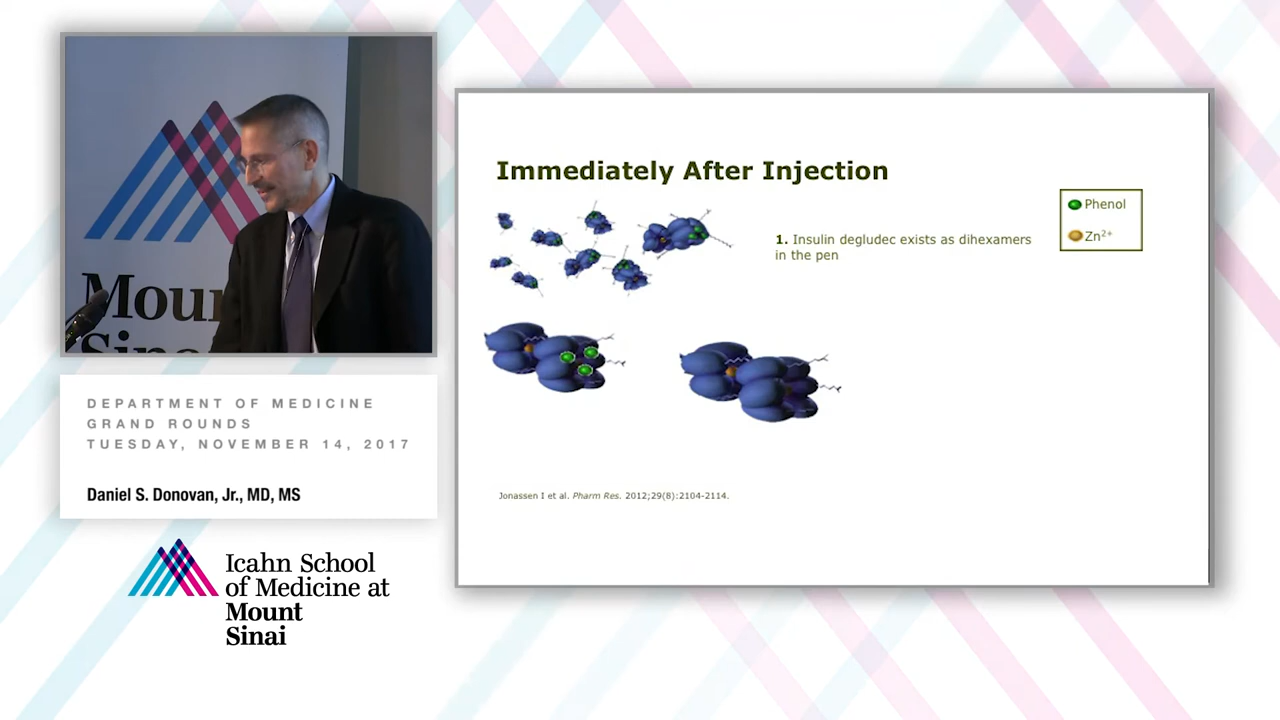 Moun
Sinai
DEPARTMENT OF MEDICINE
GRAND ROUNDS
TUESDAY, NOVEMBER 14, 2017
Daniel S. Donovan, Jr., MD, MS
Icahn School
of Medicine at
Mount
Sinai
Immediately After Injection
1. Insulin degludec exists as dihexamers
in the pen
Phenol
Zn²⁺
Jonassen I et al. Pharm Res. 2012;29(8):2104-2114.